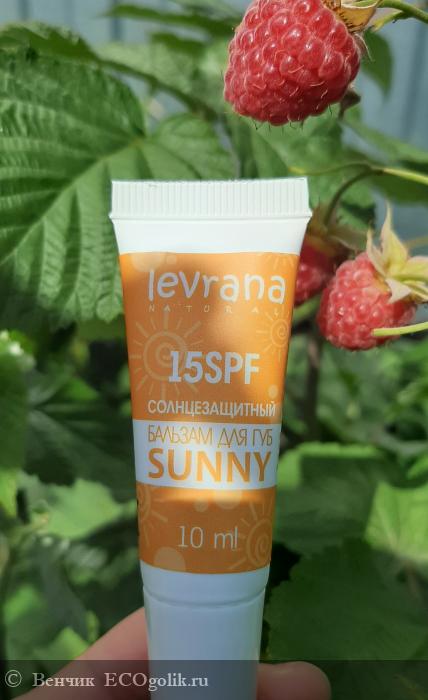 levrana
NATURAL
15SPF
СОЛНЦЕЗАЩИТНЫЙ
БАЛЬЗАМ ДЛЯ ГУБ
SUNNY
10 ml
© Венчик ECOgolik.ru